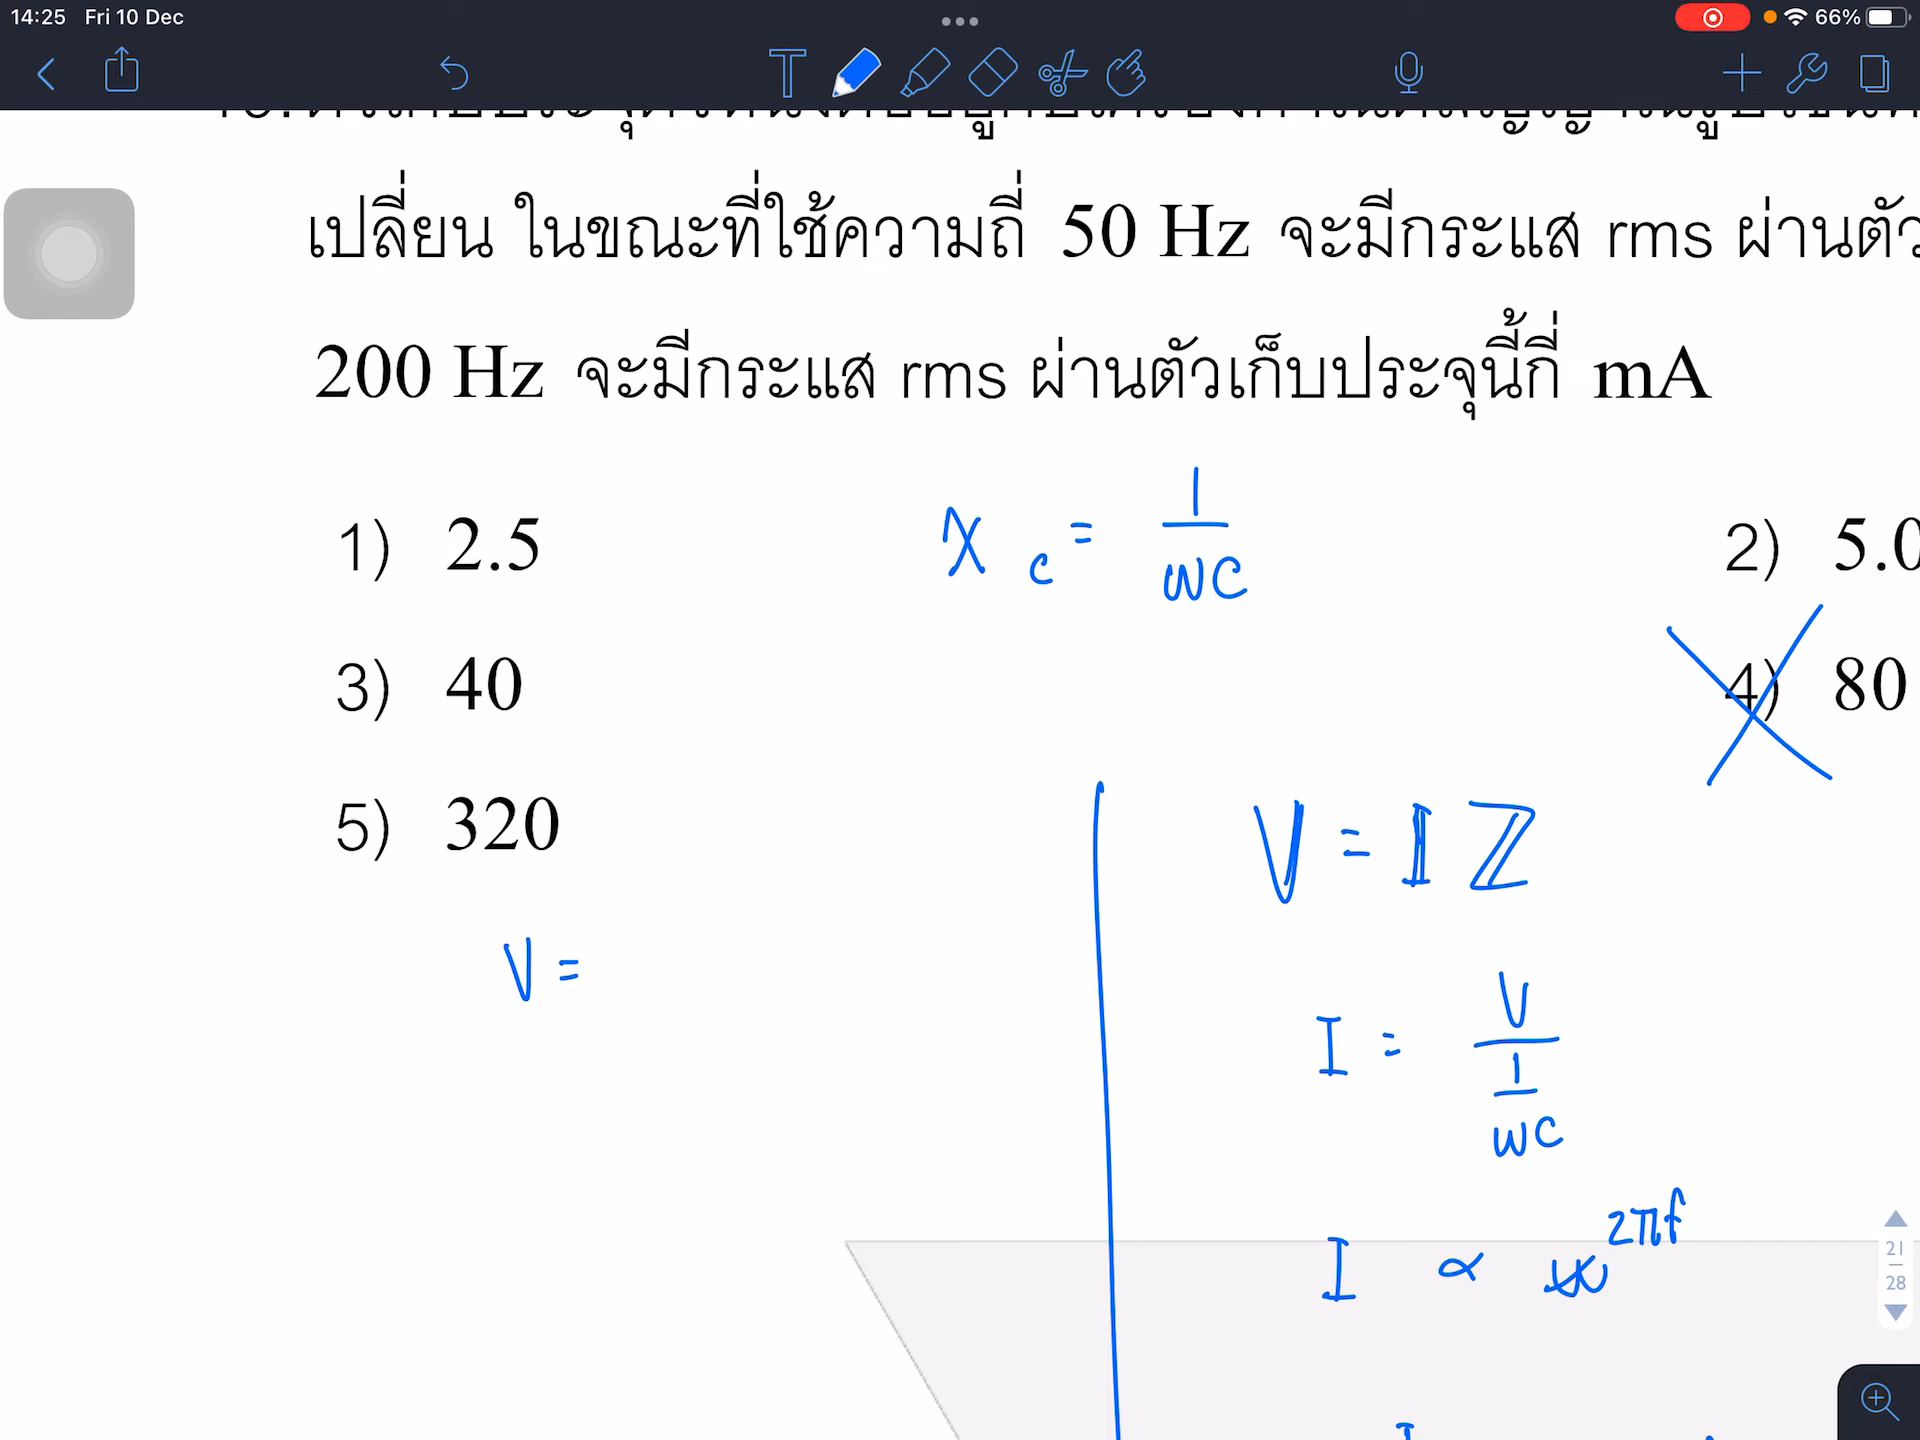 14:25 Fri 10 Dec
66%
เปลี่ยน ในขณะที่ใช้ความถี่ 50 Hz จะมีกระแส rms ผ่านตัว
200 Hz จะมีกระแส rms ผ่านตัวเก็บประจุนี้กี่ mA
1) 2.5
X c = 1
WC
2) 5.0
3) 40
4) 80
5) 320
V = I Z
V =
I = V
1
WC
I ∝ 2πf
21
28